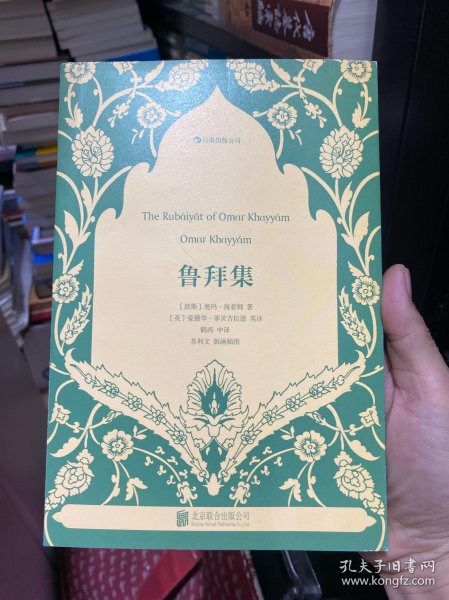 后浪出版公司
The Rubáiyát of Omar Khayyám
Omar Khayyám
鲁拜集
[波斯] 奥玛·海亚姆 著
[英] 爱德华·菲茨吉拉德 英译
鹤西 中译
苏利文 版画插图
北京联合出版公司
Beijing United Publishing Co.,Ltd.
孔夫子旧书网
www.kongfz.com